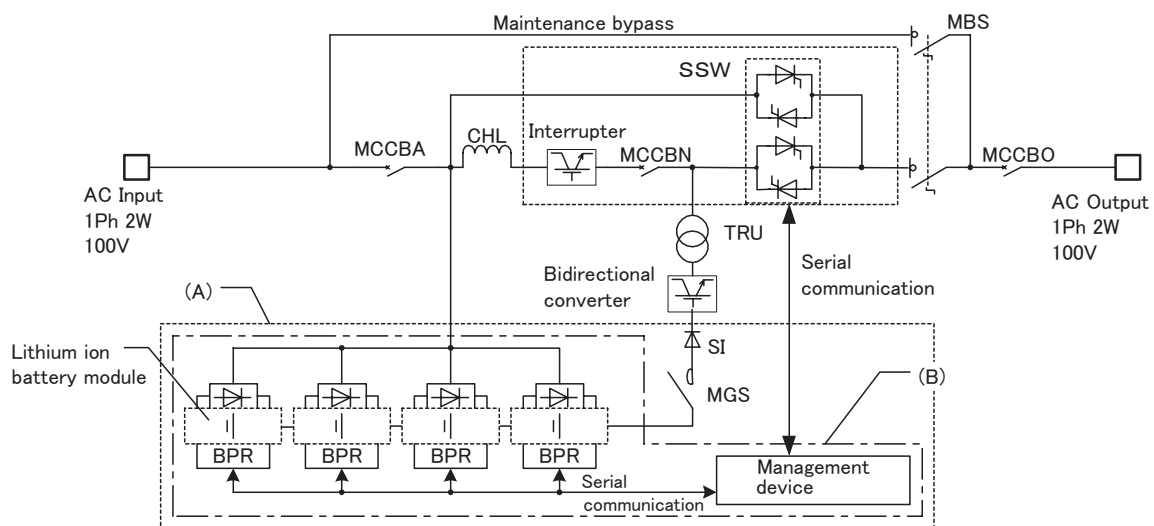 Maintenance bypass
MBS
SSW
CHL
Interrupter
MCCBA
MCCBN
MCCBO
AC Input
1Ph 2W
100V
AC Output
1Ph 2W
100V
TRU
Bidirectional
converter
Serial
communication
(A)
SI
Lithium ion
battery module
MGS
(B)
BPR
BPR
BPR
BPR
Serial
communication
Management
device